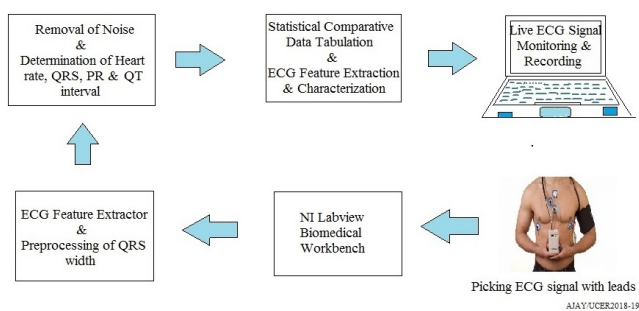 Removal of Noise
&
Determination of Heart
rate, QRS, PR & QT
interval
Statistical Comparative
Data Tabulation
&
ECG Feature Extraction
& Characterization
Live ECG Signal
Monitoring &
Recording
ECG Feature Extractor
&
Preprocessing of QRS
width
NI Labview
Biomedical
Workbench
Picking ECG signal with leads
AJAY/UCER2018-19